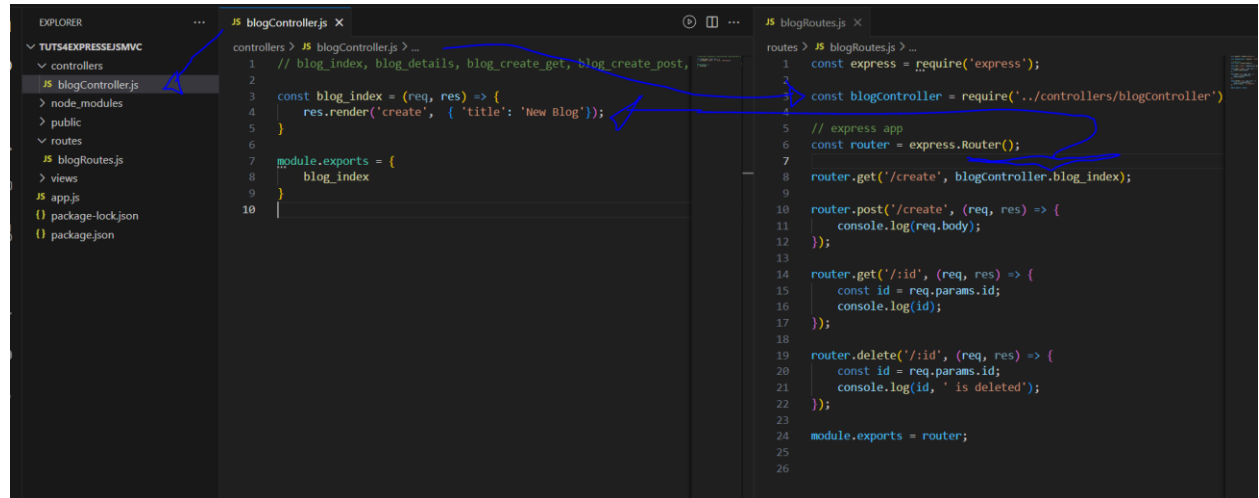 EXPLORER
···
TUTS4EXPRESSEJSMVC
controllers
JS blogController.js
node_modules
public
routes
JS blogRoutes.js
views
JS app.js
{} package-lock.json
{} package.json
JS blogController.js ×
···
controllers > JS blogController.js > ...
1 // blog_index, blog_details, blog_create_get, blog_create_post,
2
3 const blog_index = (req, res) => {
4 res.render('create', { 'title': 'New Blog'});
5 }
6
7 module.exports = {
8 blog_index
9 }
10
JS blogRoutes.js ×
routes > JS blogRoutes.js > ...
1 const express = require('express');
2
3 const blogController = require('../controllers/blogController')
4
5 // express app
6 const router = express.Router();
7
8 router.get('/create', blogController.blog_index);
9
10 router.post('/create', (req, res) => {
11 console.log(req.body);
12 });
13
14 router.get('/:id', (req, res) => {
15 const id = req.params.id;
16 console.log(id);
17 });
18
19 router.delete('/:id', (req, res) => {
20 const id = req.params.id;
21 console.log(id, ' is deleted');
22 });
23
24 module.exports = router;
25
26